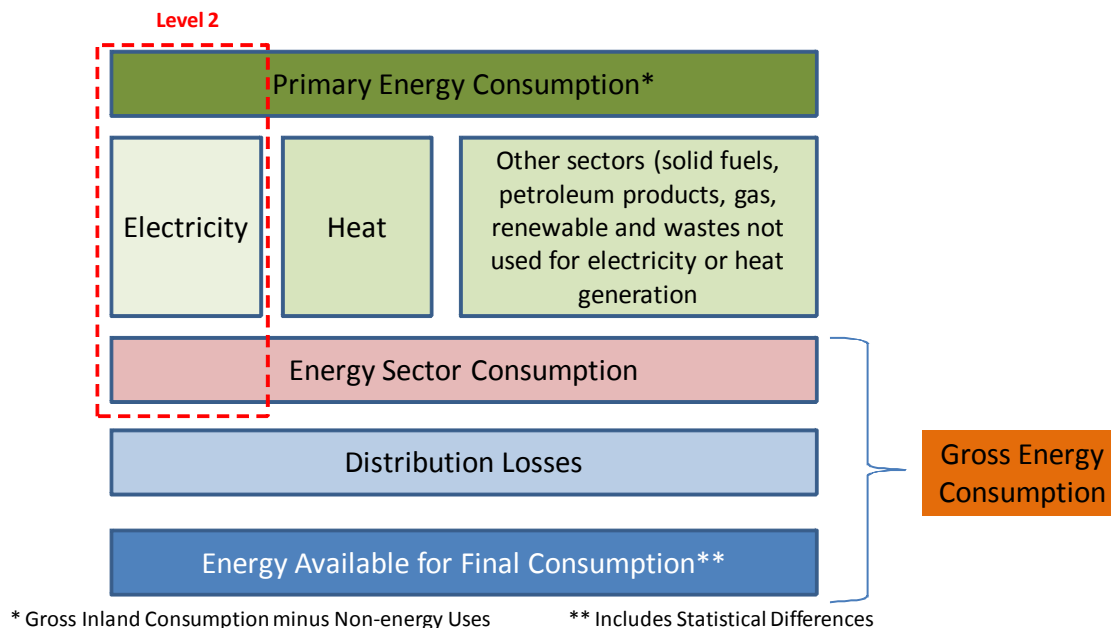 Level 2
Primary Energy Consumption*
Electricity
Heat
Other sectors (solid fuels,
petroleum products, gas,
renewable and wastes not
used for electricity or heat
generation
Energy Sector Consumption
Distribution Losses
Gross Energy
Consumption
Energy Available for Final Consumption**
* Gross Inland Consumption minus Non-energy Uses
** Includes Statistical Differences